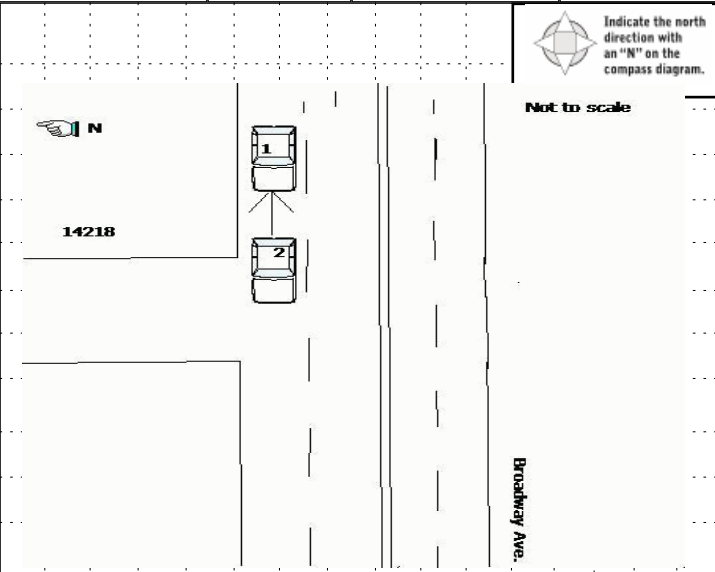 Indicate the north
direction with
an “N” on the
compass diagram.
Not to scale
N
1
14218
2
Broadway Ave.